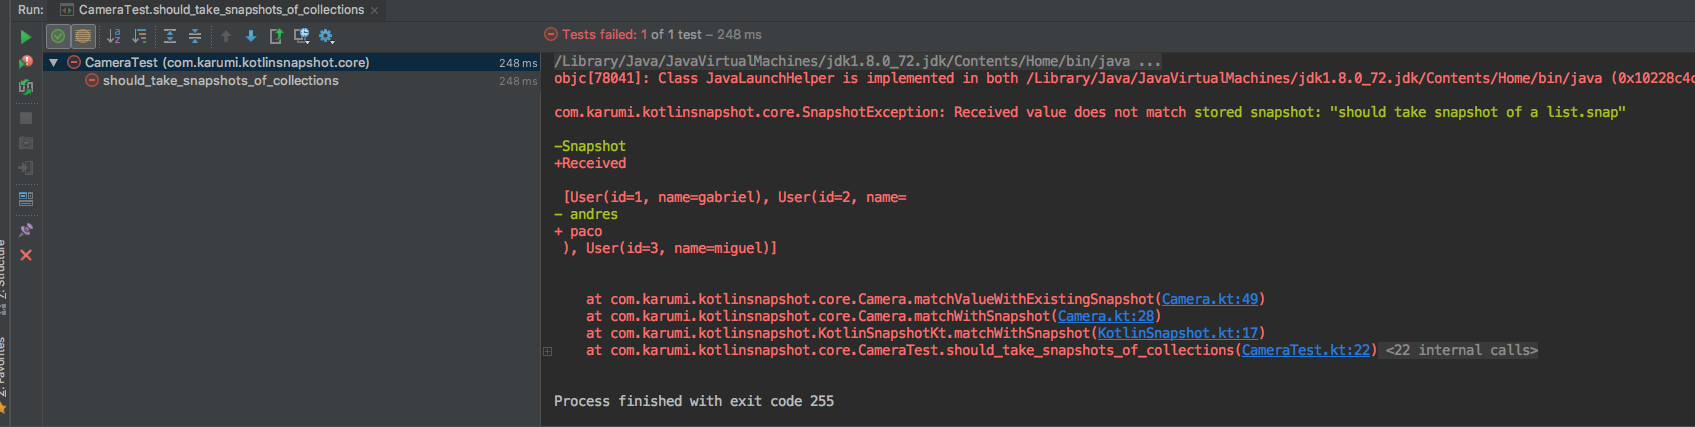 Run: CameraTest.should_take_snapshots_of_collections ×
Tests failed: 1 of 1 test – 248 ms
CameraTest (com.karumi.kotlinsnapshot.core) 248 ms
should_take_snapshots_of_collections 248 ms
/Library/Java/JavaVirtualMachines/jdk1.8.0_72.jdk/Contents/Home/bin/java ...
objc[78041]: Class JavaLaunchHelper is implemented in both /Library/Java/JavaVirtualMachines/jdk1.8.0_72.jdk/Contents/Home/bin/java (0x10228c4c
com.karumi.kotlinsnapshot.core.SnapshotException: Received value does not match stored snapshot: "should take snapshot of a list.snap"
-Snapshot
+Received
[User(id=1, name=gabriel), User(id=2, name=
- andres
+ paco
), User(id=3, name=miguel)]
at com.karumi.kotlinsnapshot.core.Camera.matchValueWithExistingSnapshot(Camera.kt:49)
at com.karumi.kotlinsnapshot.core.Camera.matchWithSnapshot(Camera.kt:28)
at com.karumi.kotlinsnapshot.KotlinSnapshotKt.matchWithSnapshot(KotlinSnapshot.kt:17)
at com.karumi.kotlinsnapshot.core.CameraTest.should_take_snapshots_of_collections(CameraTest.kt:22) <22 internal calls>
Process finished with exit code 255
7: Structure
2: Favorites